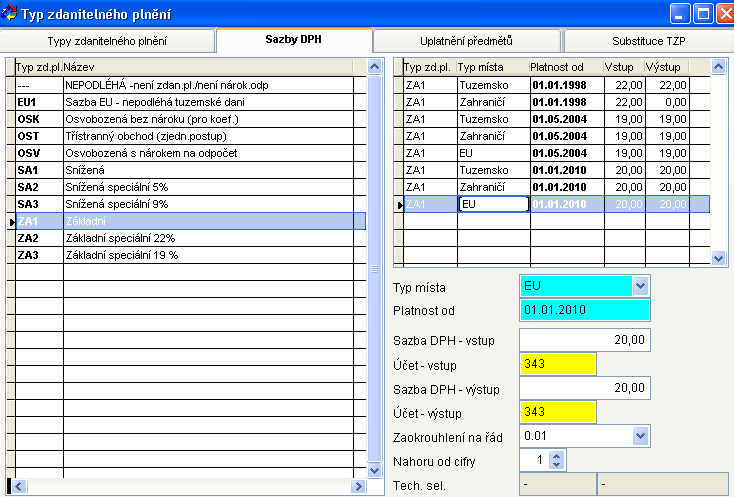 Typ zdanitelného plnění
Typy zdanitelného plnění Sazby DPH Uplatnění předmětů Substituce TZP
Typ zd.pl. Název
--- NEPODLÉHÁ -není zdan.pl./není nárok.odp
EU1 Sazba EU - nepodléhá tuzemské dani
OSK Osvobozená bez nároku (pro koef.)
OST Třístranný obchod (zjedn.postup)
OSV Osvobozená s nárokem na odpočet
SA1 Snížená
SA2 Snížená speciální 5%
SA3 Snížená speciální 9%
ZA1 Základní
ZA2 Základní speciální 22%
ZA3 Základní speciální 19 %
Typ zd.pl. Typ místa Platnost od Vstup Výstup
ZA1 Tuzemsko 01.01.1998 22,00 22,00
ZA1 Zahraničí 01.01.1998 22,00 0,00
ZA1 Tuzemsko 01.05.2004 19,00 19,00
ZA1 Zahraničí 01.05.2004 19,00 19,00
ZA1 EU 01.05.2004 19,00 19,00
ZA1 Tuzemsko 01.01.2010 20,00 20,00
ZA1 Zahraničí 01.01.2010 20,00 20,00
ZA1 EU 01.01.2010 20,00 20,00
Typ místa EU
Platnost od 01.01.2010
Sazba DPH - vstup 20,00
Účet - vstup 343
Sazba DPH - výstup 20,00
Účet - výstup 343
Zaokrouhlení na řád 0.01
Nahoru od cifry 1
Tech. sel. - -